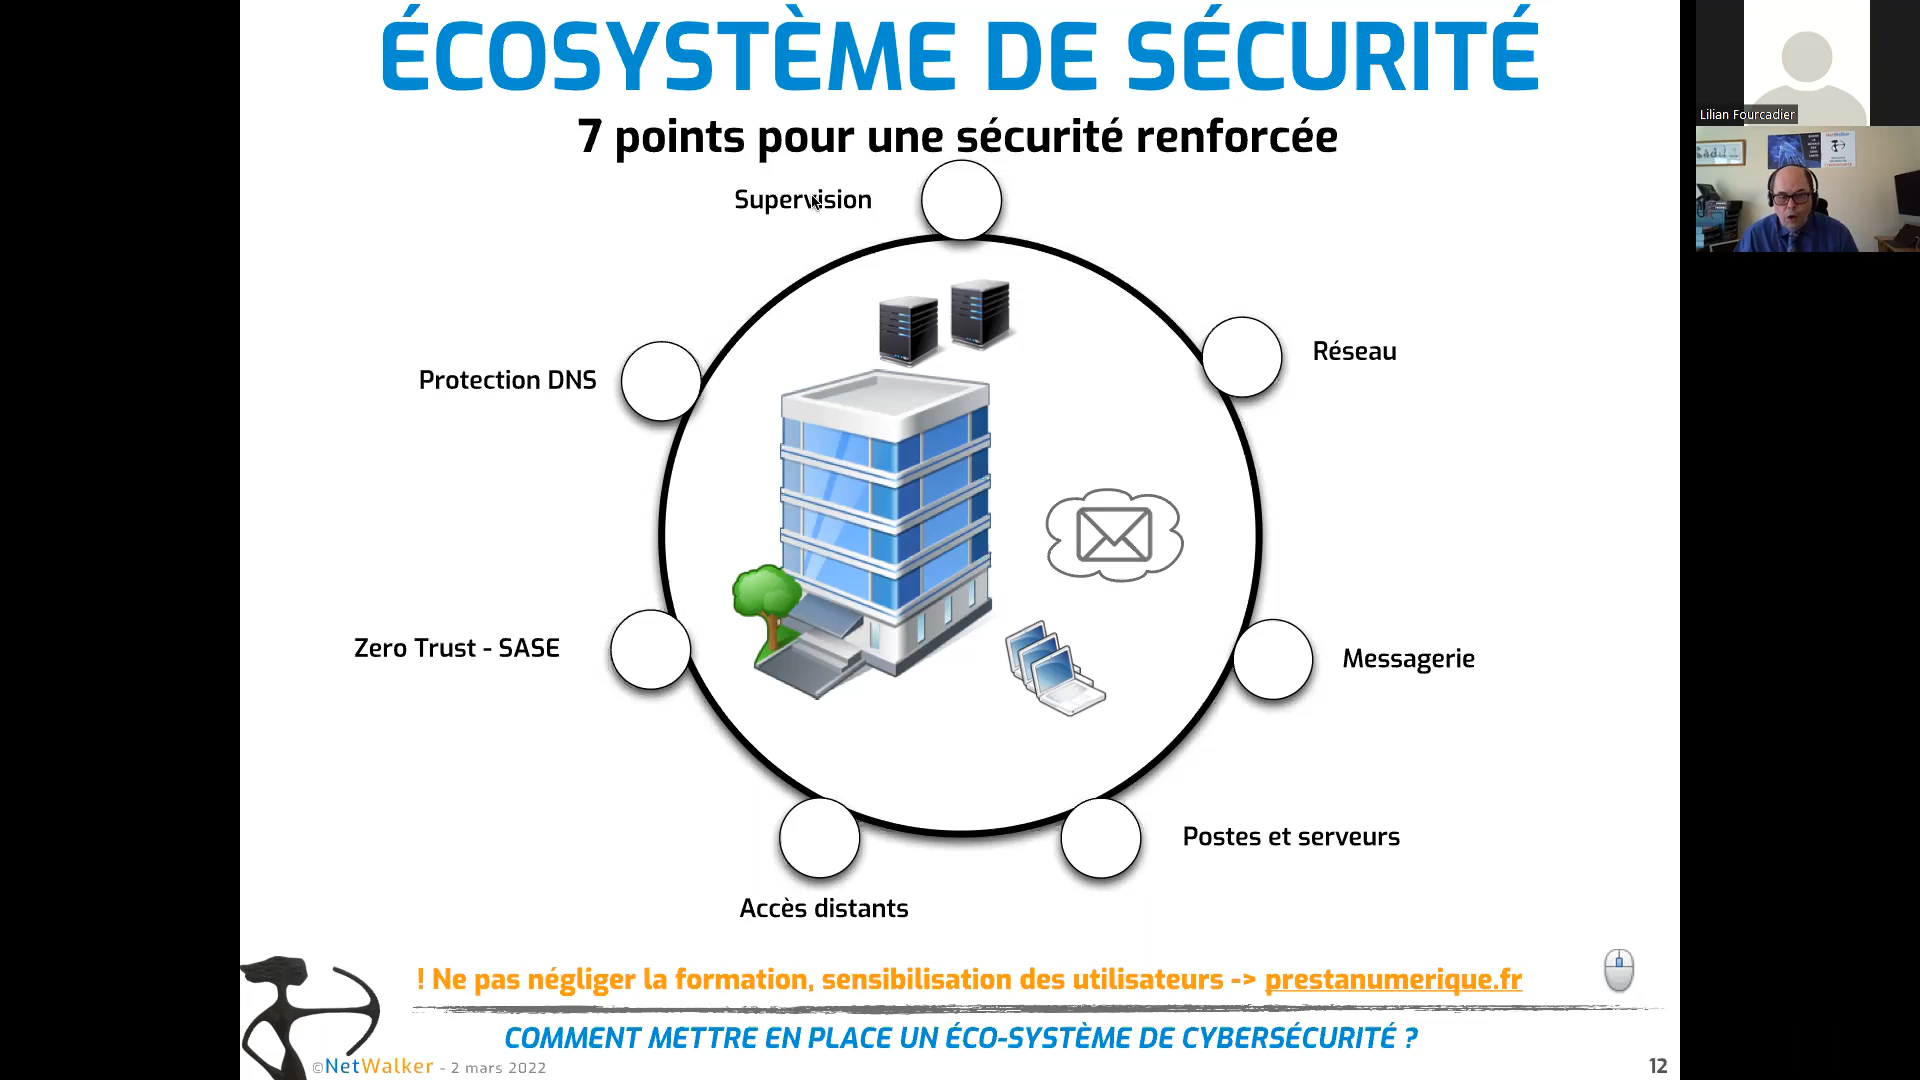 ÉCOSYSTÈME DE SÉCURITÉ
7 points pour une sécurité renforcée
Supervision
Réseau
Protection DNS
Zero Trust - SASE
Messagerie
Postes et serveurs
Accès distants
! Ne pas négliger la formation, sensibilisation des utilisateurs -> prestanumerique.fr
COMMENT METTRE EN PLACE UN ÉCO-SYSTÈME DE CYBERSÉCURITÉ ?
©NetWalker - 2 mars 2022
12
Lilian Fourcadier